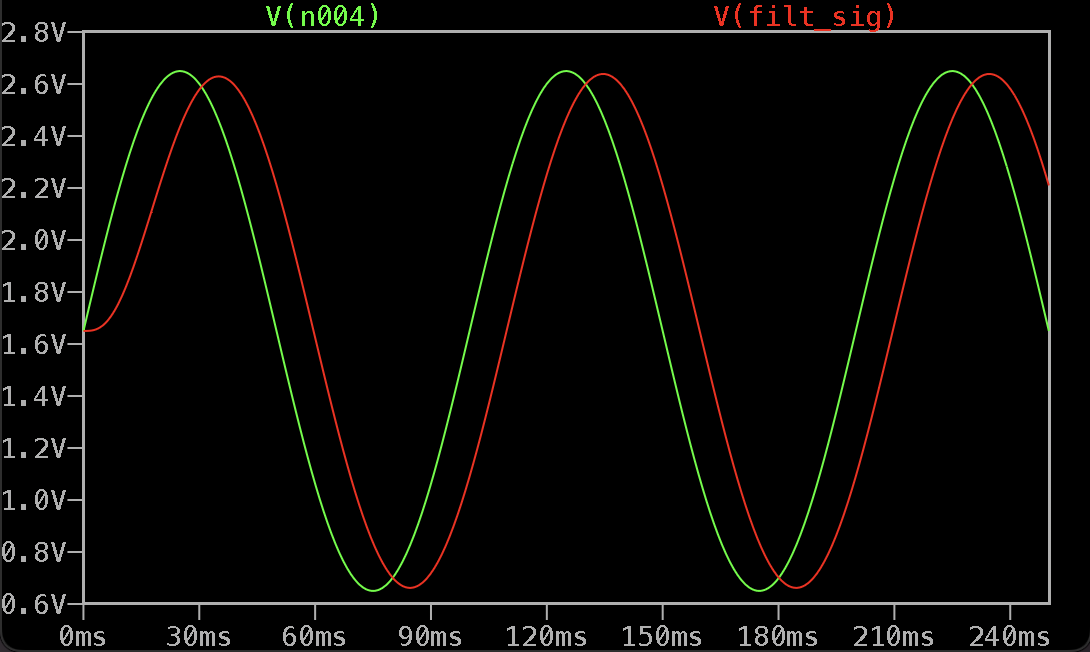 V(n004) V(filt_sig)
2.8V
2.6V
2.4V
2.2V
2.0V
1.8V
1.6V
1.4V
1.2V
1.0V
0.8V
0.6V
0ms 30ms 60ms 90ms 120ms 150ms 180ms 210ms 240ms